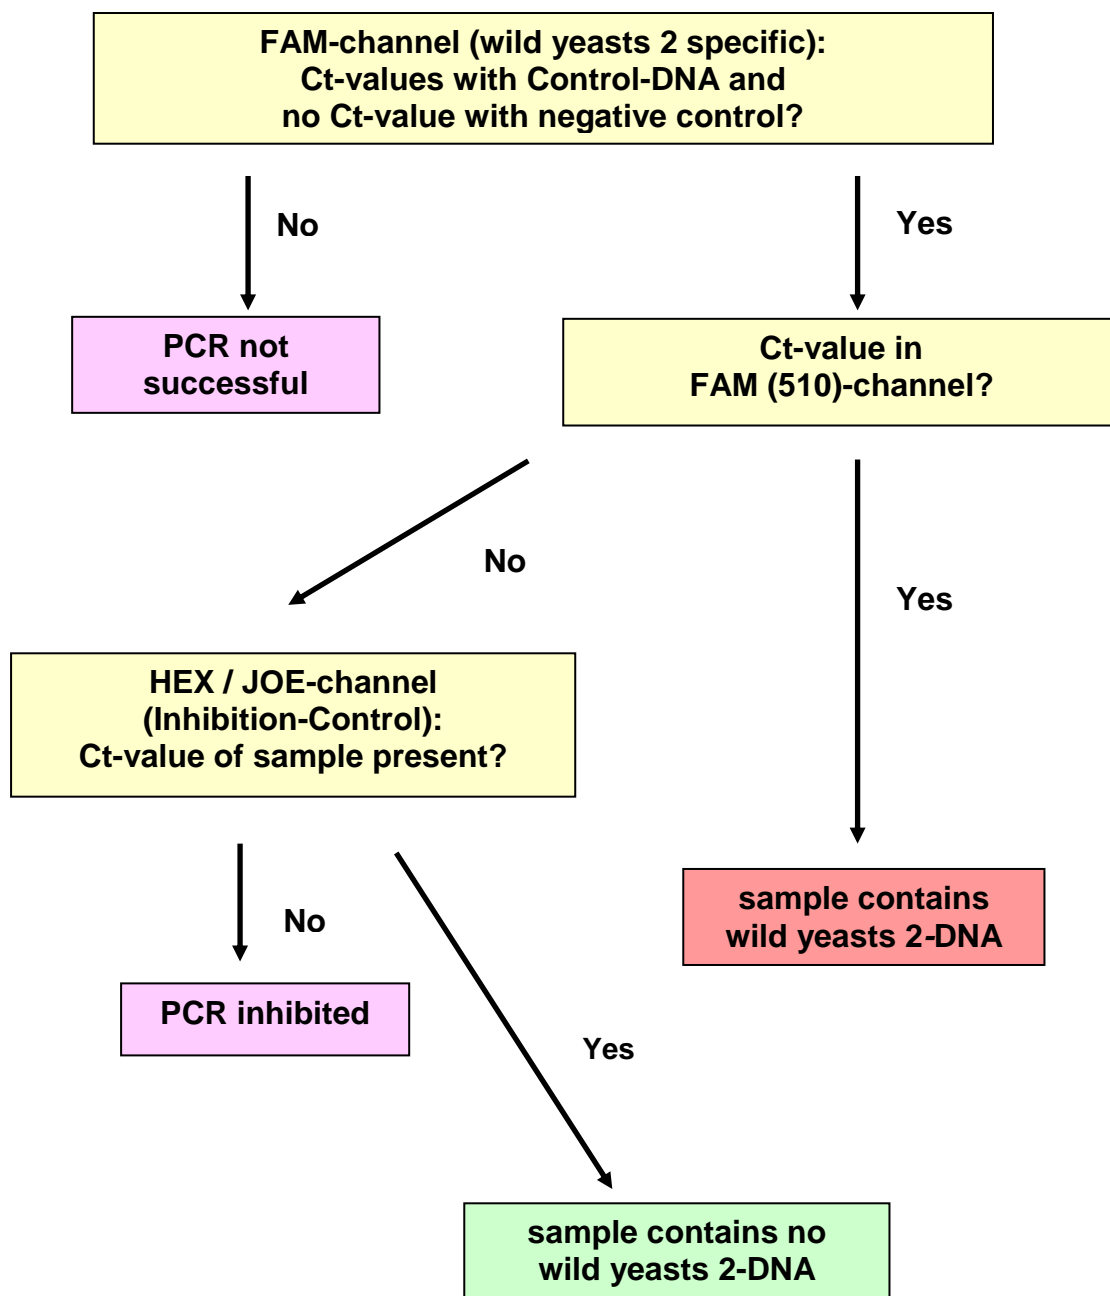 FAM-channel (wild yeasts 2 specific):
Ct-values with Control-DNA and
no Ct-value with negative control?
No
Yes
PCR not
successful
Ct-value in
FAM (510)-channel?
No
Yes
HEX / JOE-channel
(Inhibition-Control):
Ct-value of sample present?
sample contains
wild yeasts 2-DNA
No
PCR inhibited
Yes
sample contains no
wild yeasts 2-DNA